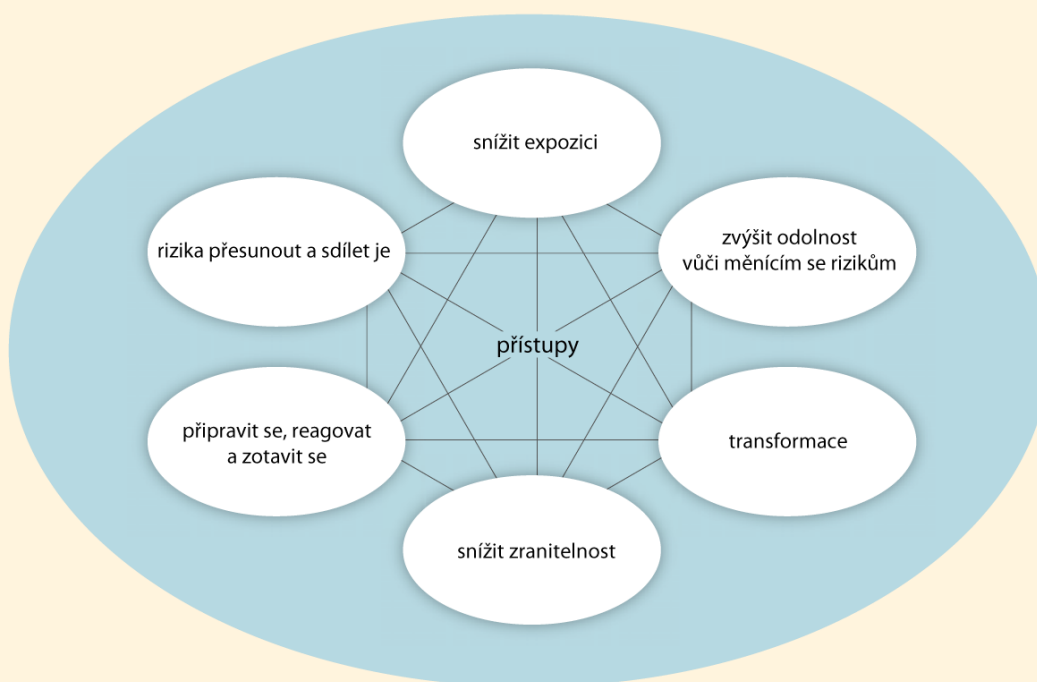 snížit expozici
rizika přesunout a sdílet je
zvýšit odolnost
vůči měnícím se rizikům
přístupy
připravit se, reagovat
a zotavit se
transformace
snížit zranitelnost